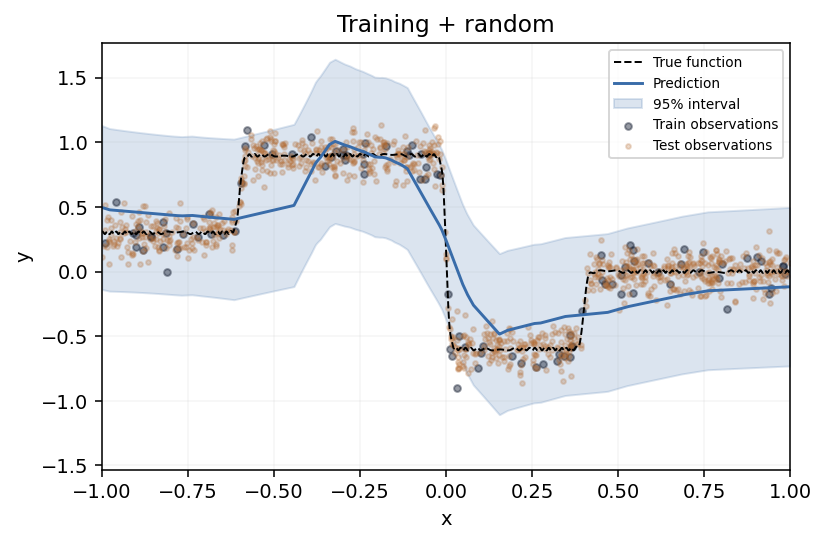 Training + random
True function
Prediction
95% interval
Train observations
Test observations
1.5
1.0
0.5
0.0
−0.5
−1.0
−1.5
y
−1.00 −0.75 −0.50 −0.25 0.00 0.25 0.50 0.75 1.00
x